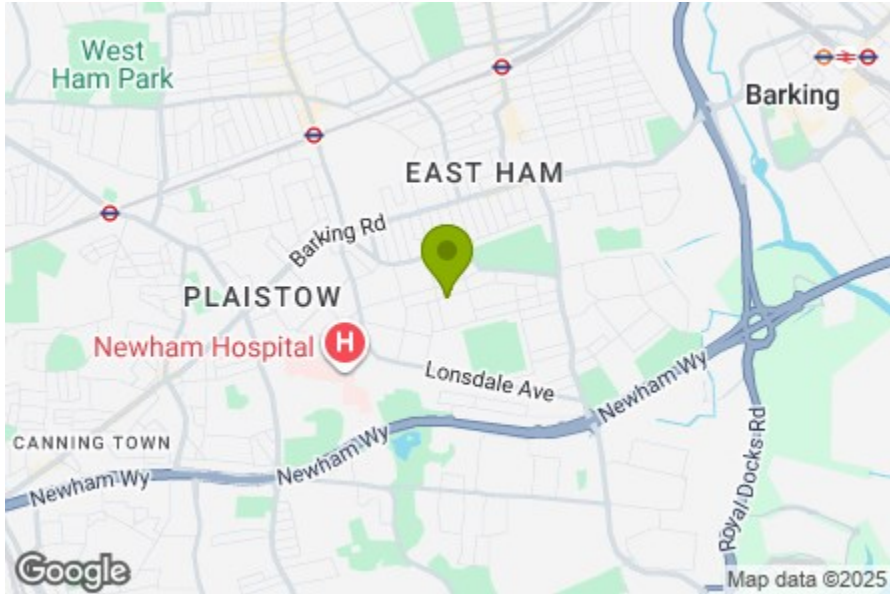 West
Ham Park
Barking
EAST HAM
Barking Rd
PLAISTOW
Newham Hospital
H
Lonsdale Ave
Newham Wy
CANNING TOWN
Newham Wy
Newham Wy
Royal Docks Rd
Google
Map data ©2025